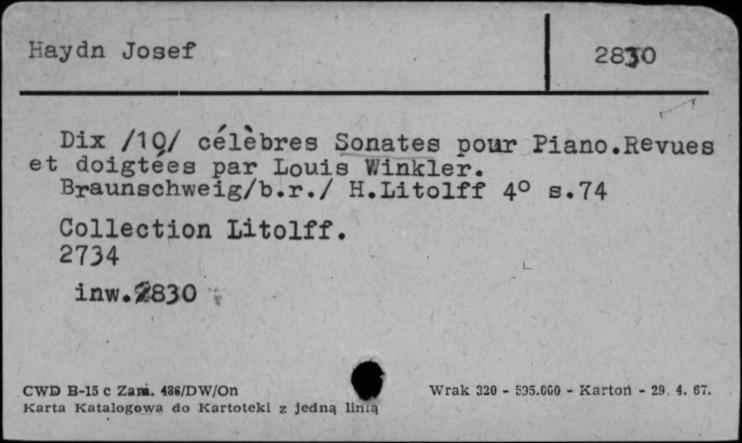 Haydn Josef
2830
Dix /10/ célèbres Sonates pour Piano.Revues
et doigtées par Louis Winkler.
Braunschweig/b.r./ H.Litolff 4° s.74
Collection Litolff.
2734
inw.2830
CWD B-15 c Zam. 486/DW/On
Wrak 320 - 535.000 - Karton - 29. 4. 67.
Karta Katalogowa do Kartoteki z jedną linią